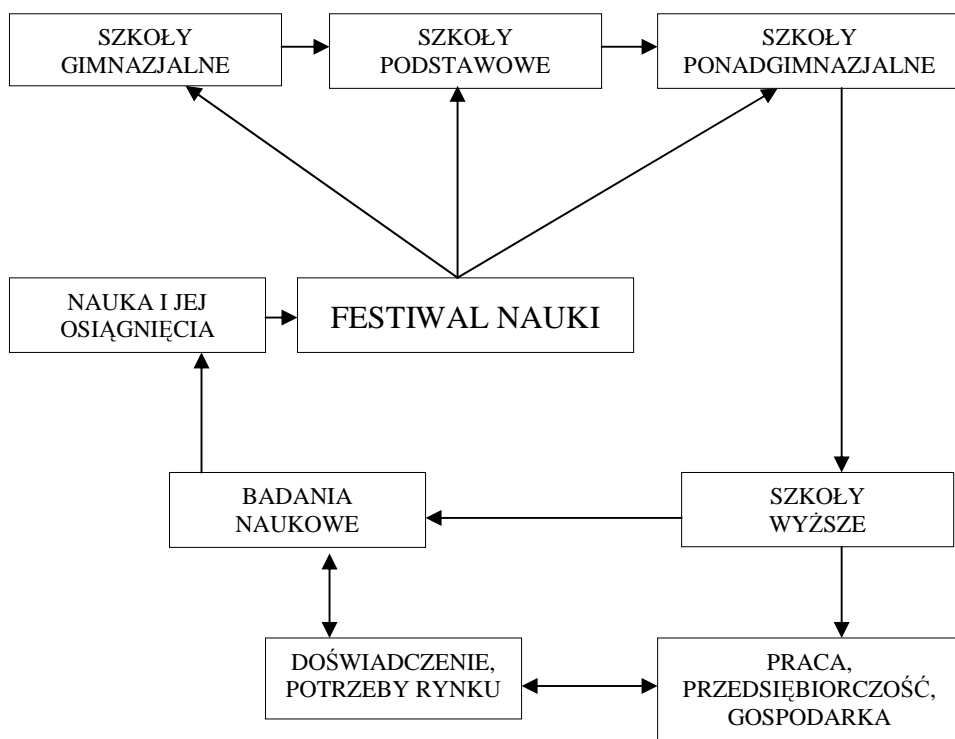 SZKOŁY
GIMNAZJALNE
SZKOŁY
PODSTAWOWE
SZKOŁY
PONADGIMNAZJALNE
NAUKA I JEJ
OSIĄGNIĘCIA
FESTIWAL NAUKI
BADANIA
NAUKOWE
SZKOŁY
WYŻSZE
DOŚWIADCZENIE,
POTRZEBY RYNKU
PRACA,
PRZEDSIĘBIORCZOŚĆ,
GOSPODARKA